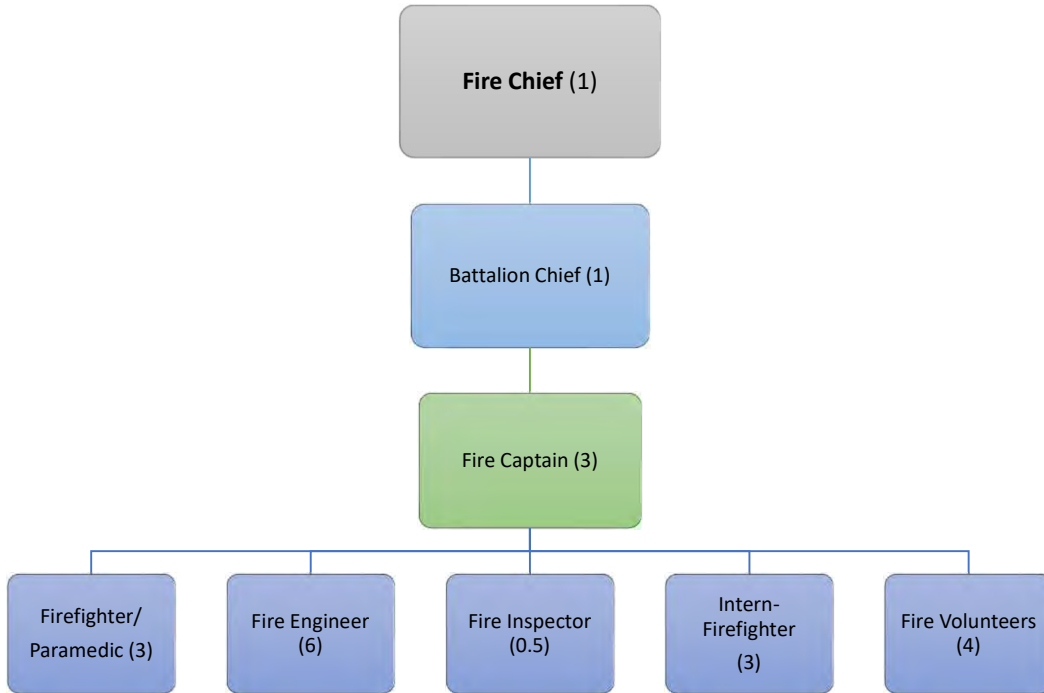 Fire Chief (1)
Battalion Chief (1)
Fire Captain (3)
Firefighter/
Paramedic (3)
Fire Engineer
(6)
Fire Inspector
(0.5)
Intern-
Firefighter
(3)
Fire Volunteers
(4)